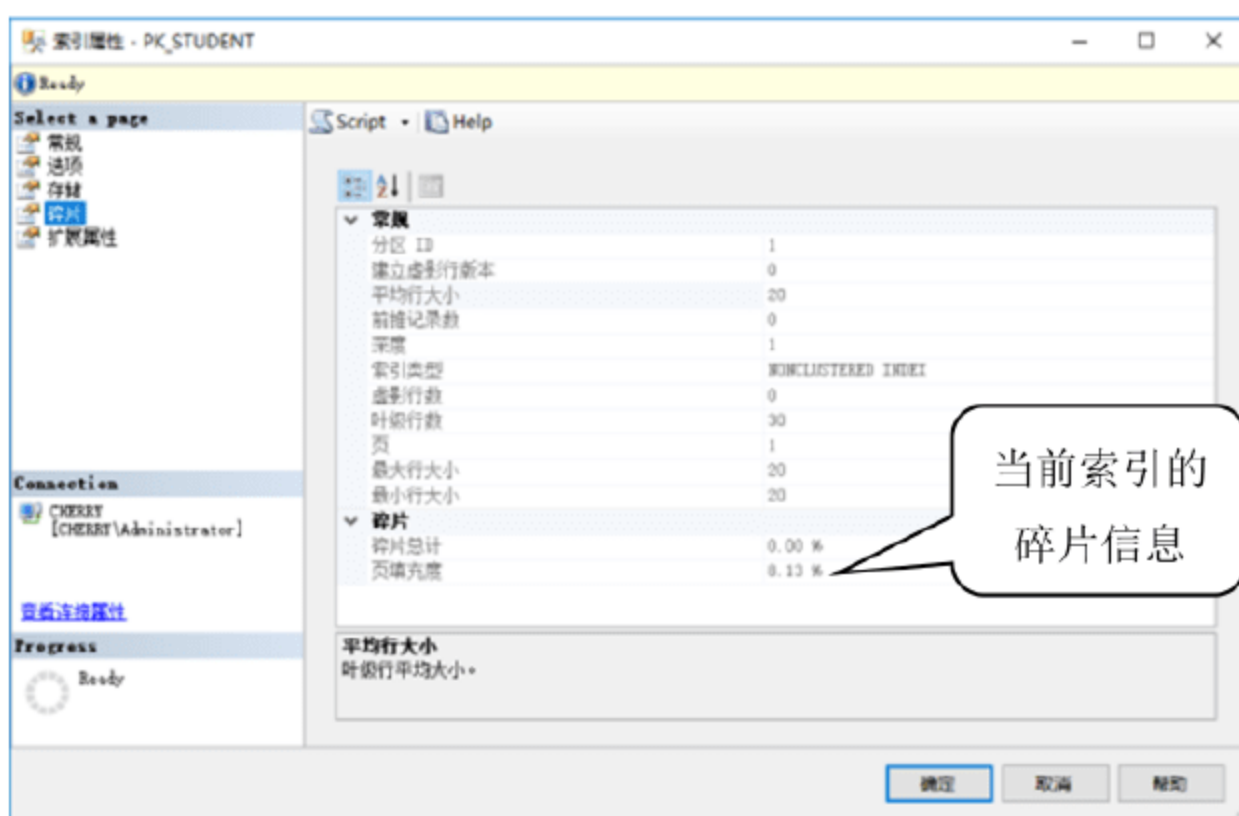 索引属性 - PK_STUDENT
Ready
Select a page
常规
选项
存储
碎片
扩展属性
Script
Help
常规
分区 ID 1
建立虚影行版本 0
平均行大小 20
前推记录数 0
深度 1
索引类型 NONCLUSTERED INDEX
虚影行数 0
叶级行数 30
页 1
最大行大小 20
最小行大小 20
碎片
碎片总计 0.00 %
页填充度 8.13 %
当前索引的
碎片信息
平均行大小
叶级行平均大小。
Connection
CHERRY
[CHERRY\Administrator]
查看连接属性
Progress
Ready
确定
取消
帮助